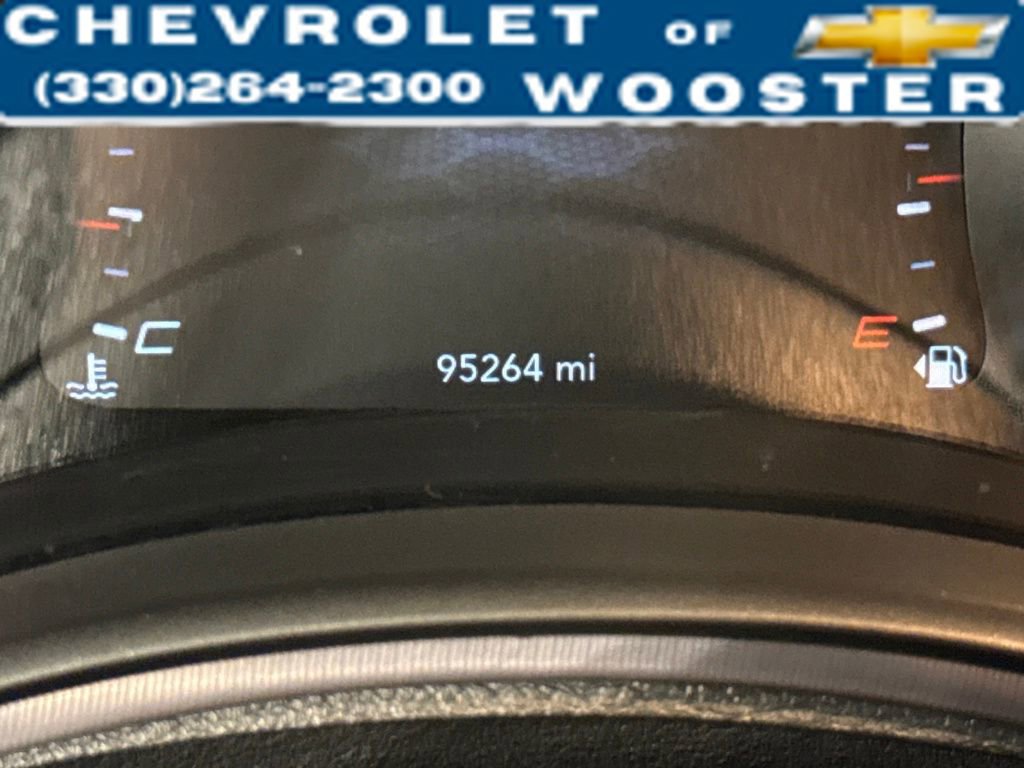 CHEVROLET OF
(330)264-2300 WOOSTER
C E
95264 mi